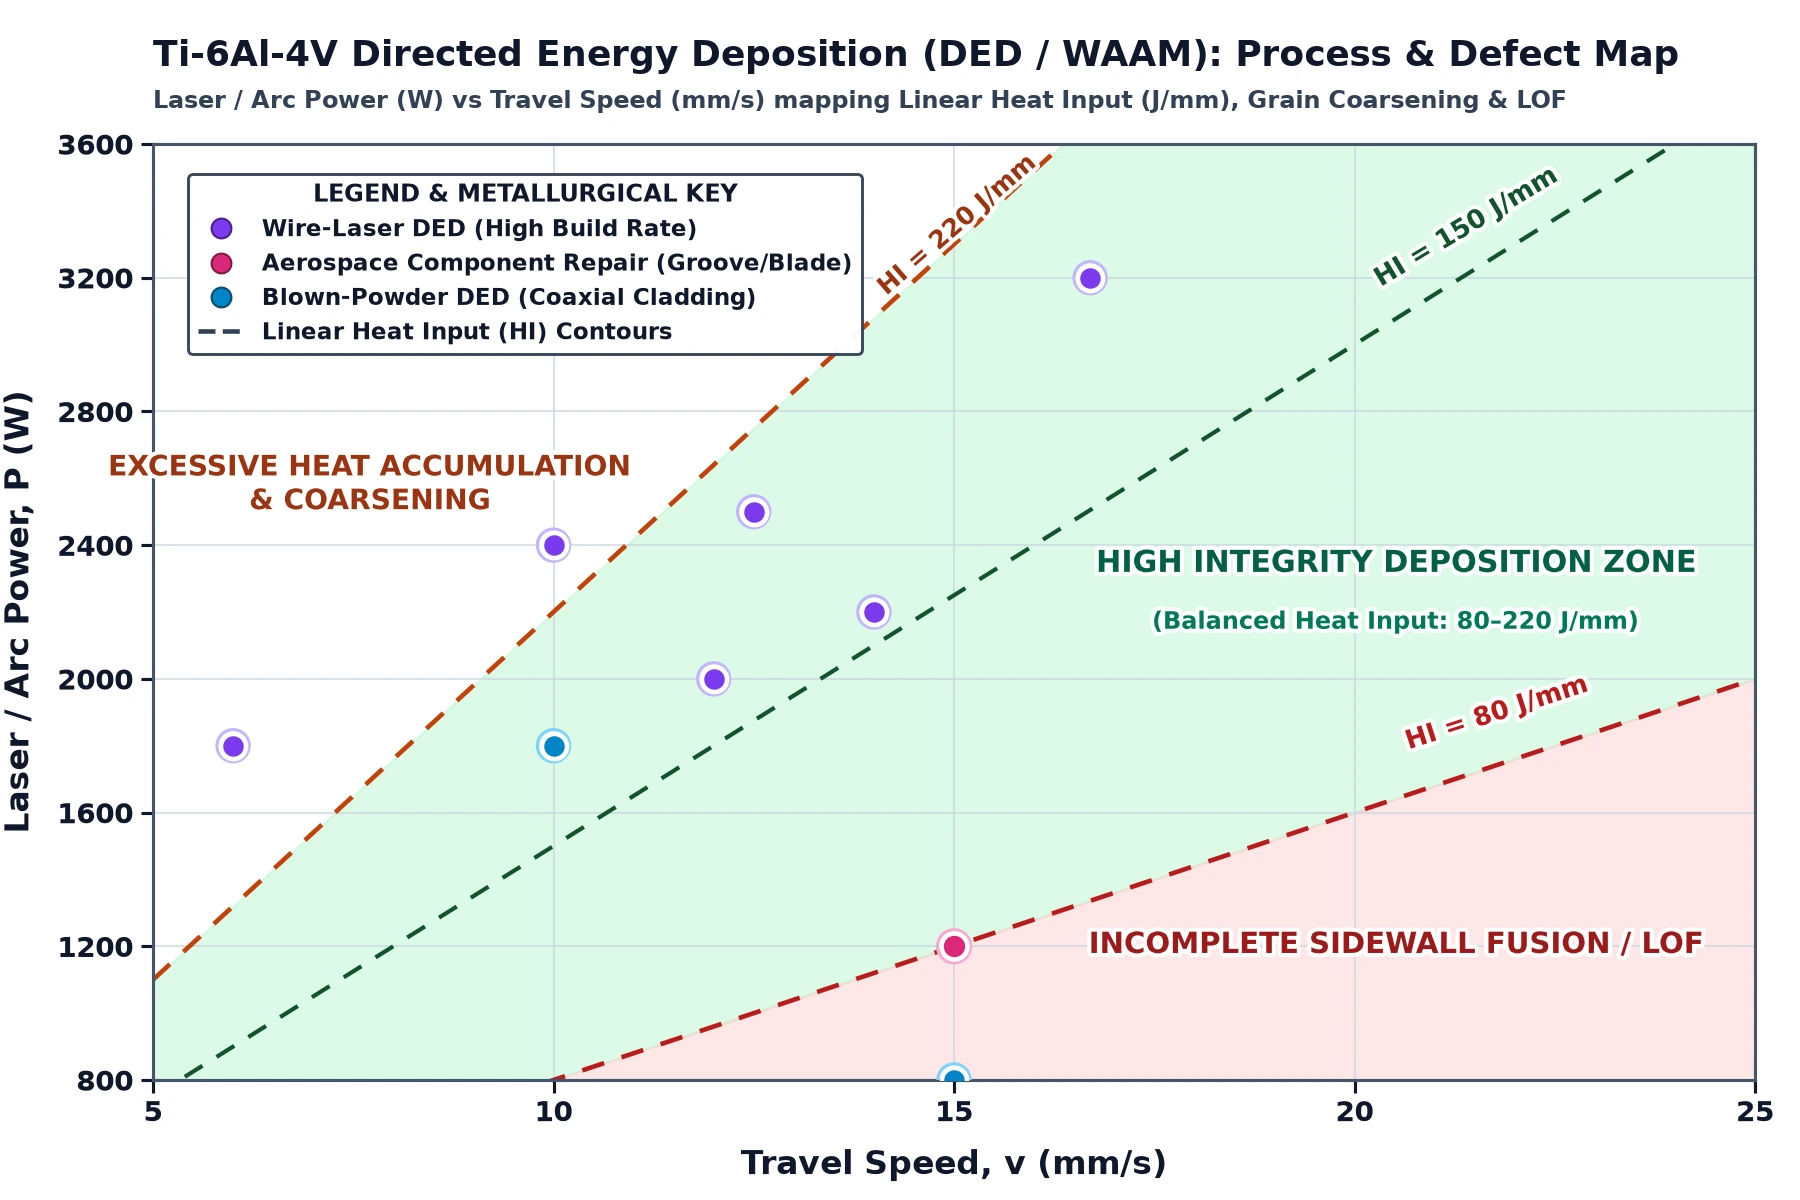 Ti-6Al-4V Directed Energy Deposition (DED / WAAM): Process & Defect Map
Laser / Arc Power (W) vs Travel Speed (mm/s) mapping Linear Heat Input (J/mm), Grain Coarsening & LOF
LEGEND & METALLURGICAL KEY
Wire-Laser DED (High Build Rate)
Aerospace Component Repair (Groove/Blade)
Blown-Powder DED (Coaxial Cladding)
Linear Heat Input (HI) Contours
HI = 220 J/mm
HI = 150 J/mm
EXCESSIVE HEAT ACCUMULATION
& COARSENING
HIGH INTEGRITY DEPOSITION ZONE
(Balanced Heat Input: 80–220 J/mm)
HI = 80 J/mm
INCOMPLETE SIDEWALL FUSION / LOF
Laser / Arc Power, P (W)
3600
3200
2800
2400
2000
1600
1200
800
5
10
15
20
25
Travel Speed, v (mm/s)